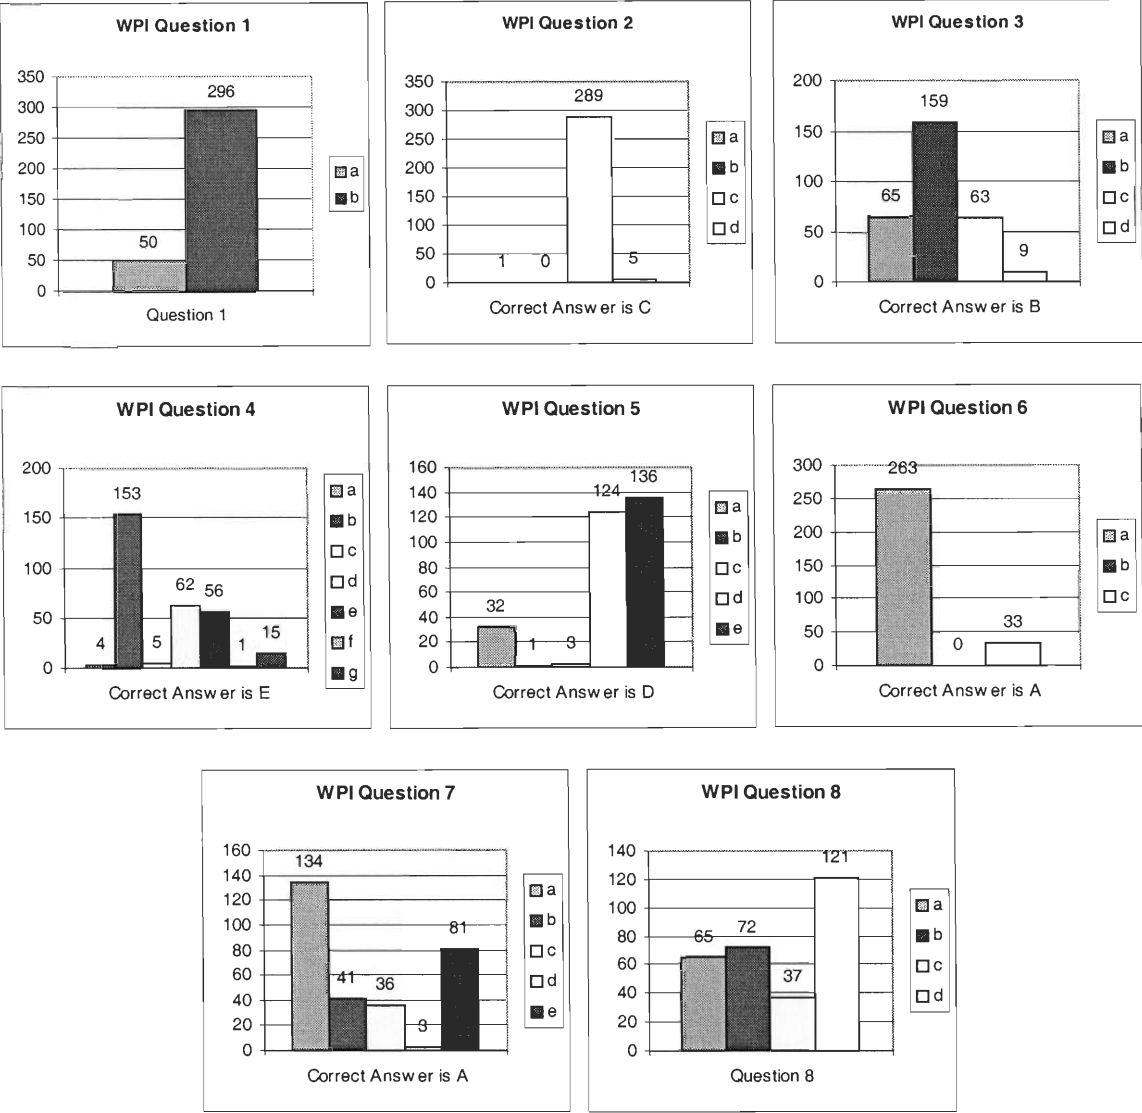 WPI Question 1
350
300
250
200
150
100
50
0
296
50
Question 1
a
b
WPI Question 2
350
300
250
200
150
100
50
0
289
1 0 5
Correct Answer is C
a
b
c
d
WPI Question 3
200
150
100
50
0
159
65 63
9
Correct Answer is B
a
b
c
d
WPI Question 4
200
150
100
50
0
153
62 56
4 5 1 15
Correct Answer is E
a
b
c
d
e
f
g
WPI Question 5
160
140
120
100
80
60
40
20
0
136
124
32
1 3
Correct Answer is D
a
b
c
d
e
WPI Question 6
300
250
200
150
100
50
0
263
0 33
Correct Answer is A
a
b
c
WPI Question 7
160
140
120
100
80
60
40
20
0
134
81
41 36
3
Correct Answer is A
a
b
c
d
e
WPI Question 8
140
120
100
80
60
40
20
0
121
65 72
37
Question 8
a
b
c
d